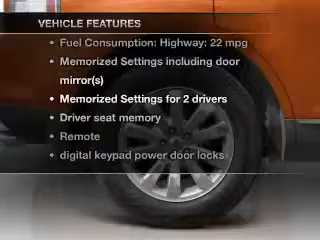 VEHICLE FEATURES
• Fuel Consumption: Highway: 22 mpg
• Memorized Settings including door
mirror(s)
• Memorized Settings for 2 drivers
• Driver seat memory
• Remote
• digital keypad power door locks